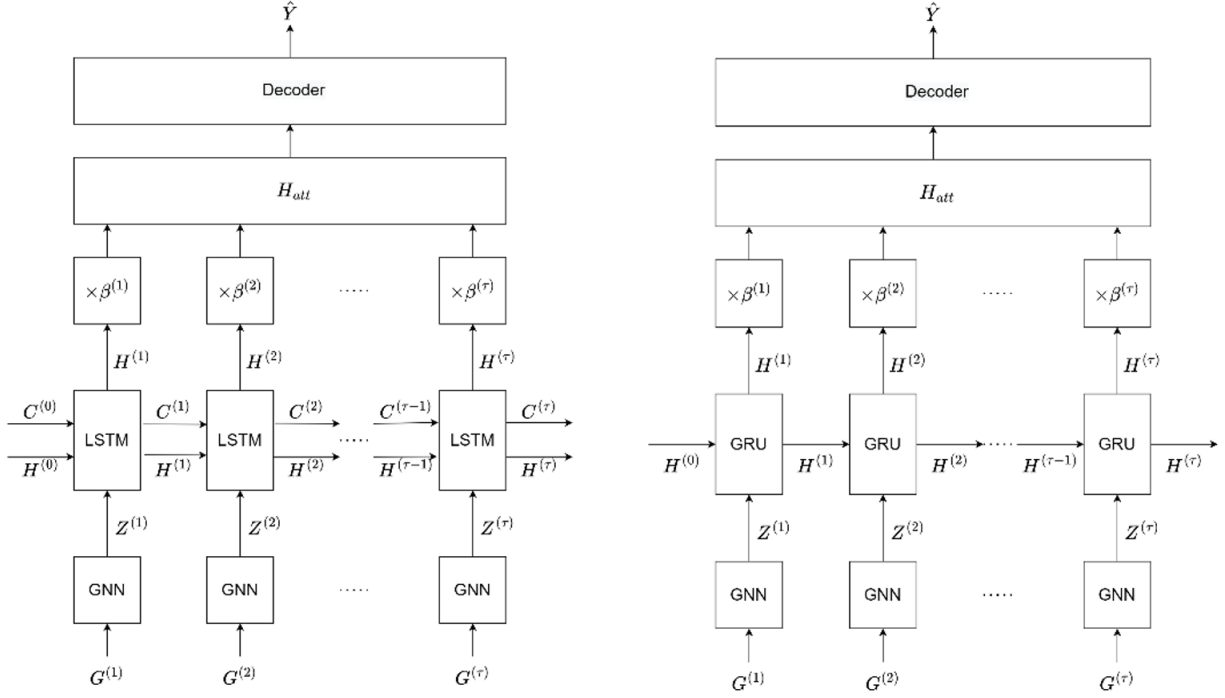 Ŷ Ŷ
Decoder Decoder
H_att H_att
×β^(1) ×β^(2) ..... ×β^(τ) ×β^(1) ×β^(2) ..... ×β^(τ)
H^(1) H^(2) H^(τ) H^(1) H^(2) H^(τ)
C^(0) C^(1) C^(2) C^(τ−1) C^(τ)
LSTM LSTM ..... LSTM GRU GRU ..... GRU
H^(0) H^(1) H^(2) H^(τ−1) H^(τ) H^(0) H^(1) H^(2) H^(τ−1) H^(τ)
Z^(1) Z^(2) Z^(τ) Z^(1) Z^(2) Z^(τ)
GNN GNN ..... GNN GNN GNN ..... GNN
G^(1) G^(2) G^(τ) G^(1) G^(2) G^(τ)